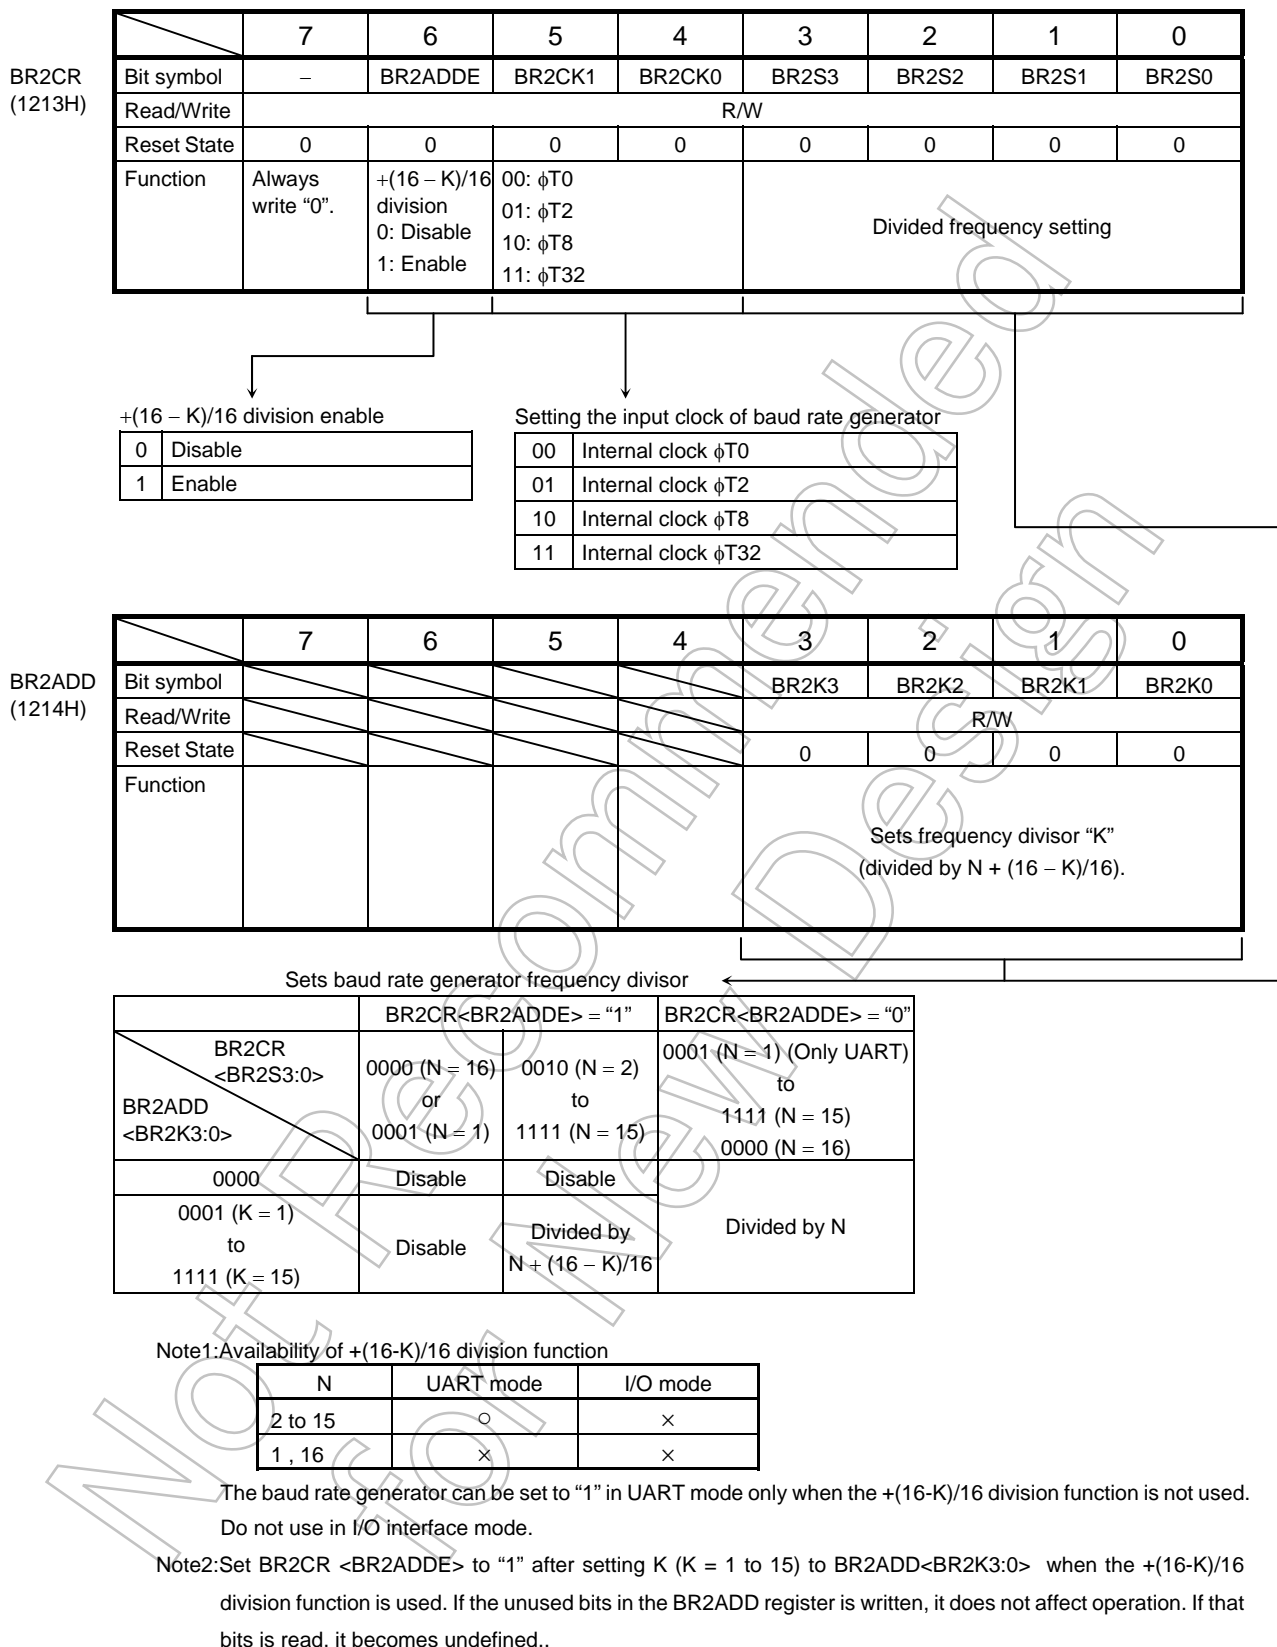 7 6 5 4 3 2 1 0
BR2CR
(1213H)
Bit symbol – BR2ADDE BR2CK1 BR2CK0 BR2S3 BR2S2 BR2S1 BR2S0
Read/Write R/W
Reset State 0 0 0 0 0 0 0 0
Function
Always
write “0”.
+(16 – K)/16
division
0: Disable
1: Enable
00: ϕT0
01: ϕT2
10: ϕT8
11: ϕT32
Divided frequency setting
+(16 – K)/16 division enable
0 Disable
1 Enable
Setting the input clock of baud rate generator
00 Internal clock ϕT0
01 Internal clock ϕT2
10 Internal clock ϕT8
11 Internal clock ϕT32
7 6 5 4 3 2 1 0
BR2ADD
(1214H)
Bit symbol BR2K3 BR2K2 BR2K1 BR2K0
Read/Write R/W
Reset State 0 0 0 0
Function
Sets frequency divisor “K”
(divided by N + (16 – K)/16).
Sets baud rate generator frequency divisor
BR2CR<BR2ADDE> = “1” BR2CR<BR2ADDE> = “0”
BR2CR
<BR2S3:0>
BR2ADD
<BR2K3:0>
0000 (N = 16)
or
0001 (N = 1)
0010 (N = 2)
to
1111 (N = 15)
0001 (N = 1) (Only UART)
to
1111 (N = 15)
0000 (N = 16)
0000 Disable Disable
0001 (K = 1)
to
1111 (K = 15)
Disable
Divided by
N + (16 – K)/16
Divided by N
Note1:Availability of +(16-K)/16 division function
N UART mode I/O mode
2 to 15 ○ ×
1 , 16 × ×
The baud rate generator can be set to “1” in UART mode only when the +(16-K)/16 division function is not used.
Do not use in I/O interface mode.
Note2:Set BR2CR <BR2ADDE> to “1” after setting K (K = 1 to 15) to BR2ADD<BR2K3:0> when the +(16-K)/16
division function is used. If the unused bits in the BR2ADD register is written, it does not affect operation. If that
bits is read, it becomes undefined..
Not Recommended
for New Design